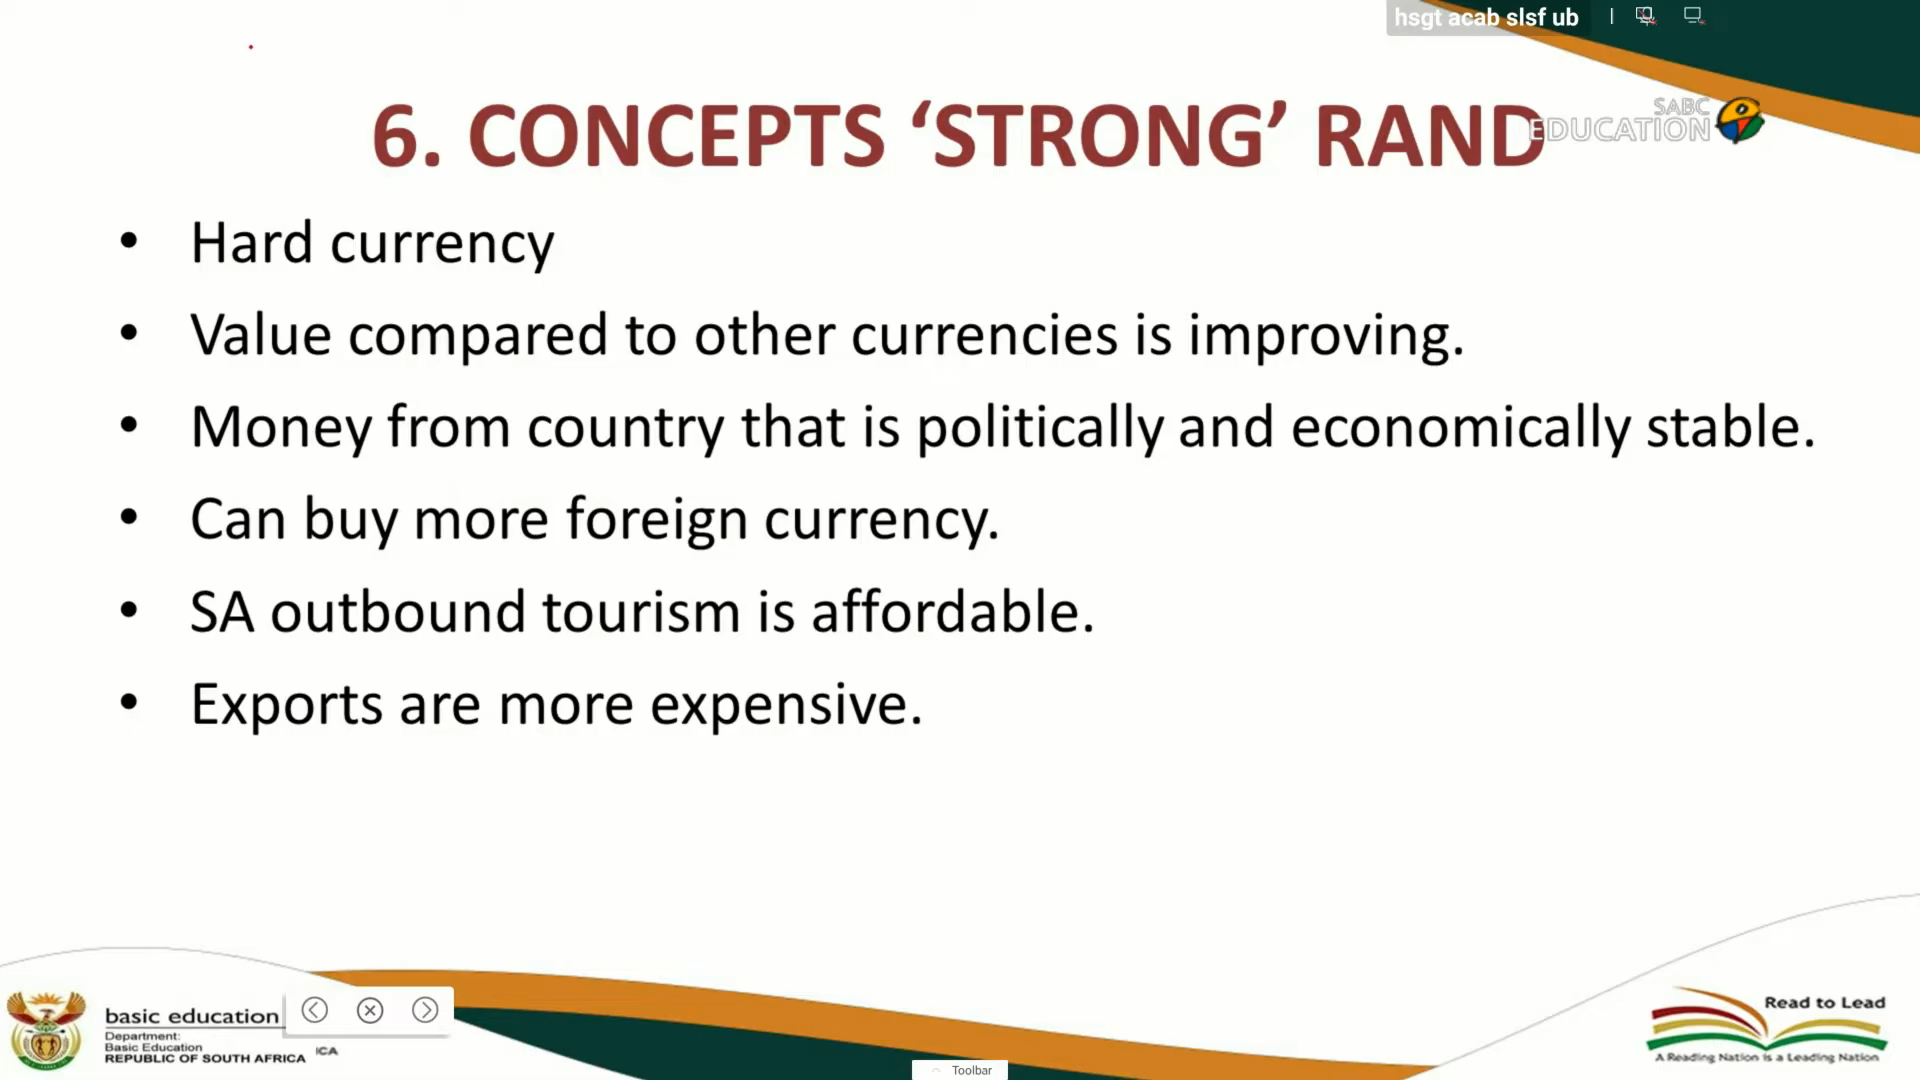 hsgt acab slsf ub
SABC
EDUCATION
6. CONCEPTS ‘STRONG’ RAND
• Hard currency
• Value compared to other currencies is improving.
• Money from country that is politically and economically stable.
• Can buy more foreign currency.
• SA outbound tourism is affordable.
• Exports are more expensive.
basic education
Department:
Basic Education
REPUBLIC OF SOUTH AFRICA
ICA
Toolbar
Read to Lead
A Reading Nation is a Leading Nation